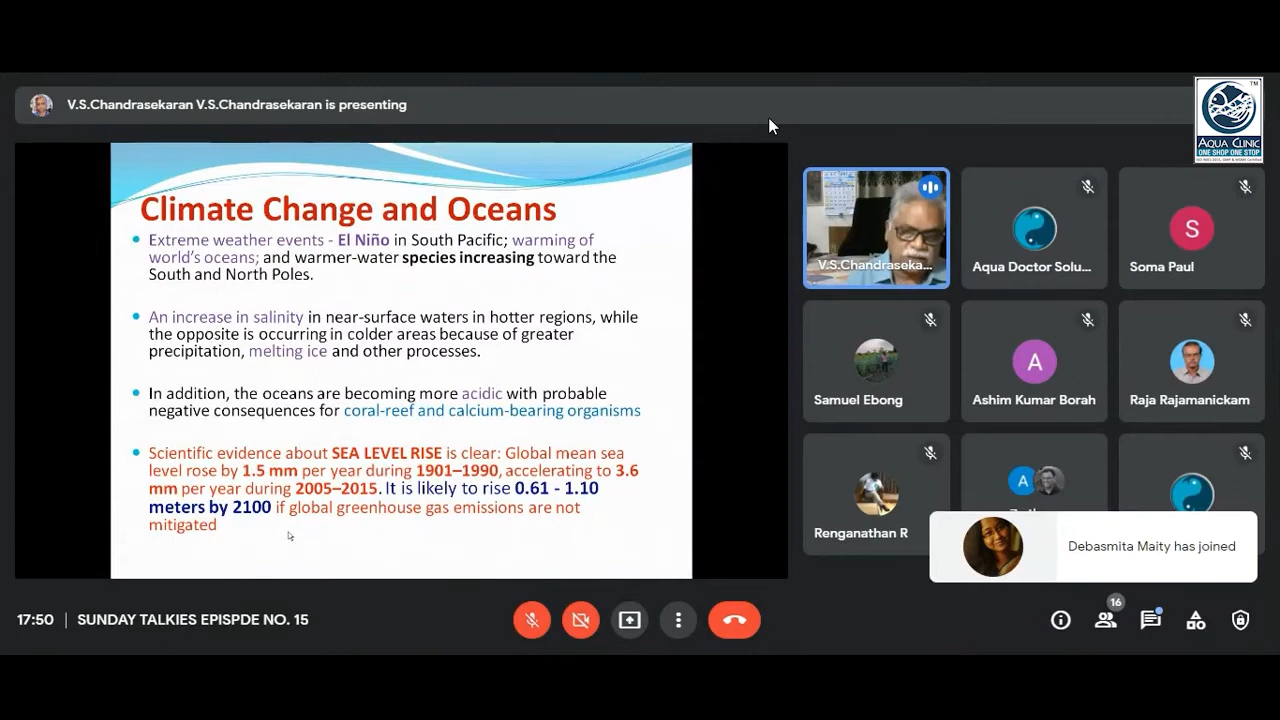 V.S.Chandrasekaran V.S.Chandrasekaran is presenting
TM
AQUA CLINIC
ONE SHOP ONE STOP
Climate Change and Oceans
Extreme weather events - El Niño in South Pacific; warming of
world's oceans; and warmer-water species increasing toward the
South and North Poles.
An increase in salinity in near-surface waters in hotter regions, while
the opposite is occurring in colder areas because of greater
precipitation, melting ice and other processes.
In addition, the oceans are becoming more acidic with probable
negative consequences for coral-reef and calcium-bearing organisms
Scientific evidence about SEA LEVEL RISE is clear: Global mean sea
level rose by 1.5 mm per year during 1901–1990, accelerating to 3.6
mm per year during 2005–2015. It is likely to rise 0.61 - 1.10
meters by 2100 if global greenhouse gas emissions are not
mitigated
V.S.Chandraseka...
Aqua Doctor Solu...
S
Soma Paul
Samuel Ebong
A
Ashim Kumar Borah
Raja Rajamanickam
Renganathan R
A
Debasmita Maity has joined
17:50 | SUNDAY TALKIES EPISPDE NO. 15
16